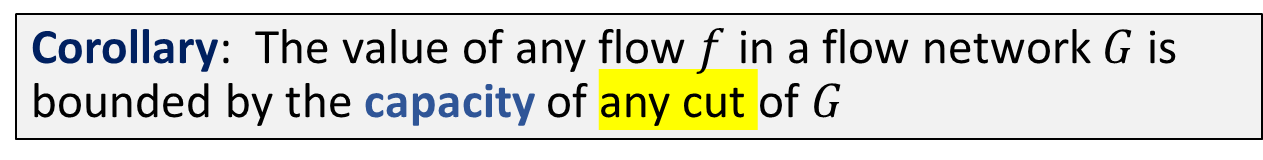 Corollary: The value of any flow 𝑓 in a flow network 𝐺 is
bounded by the capacity of any cut of 𝐺